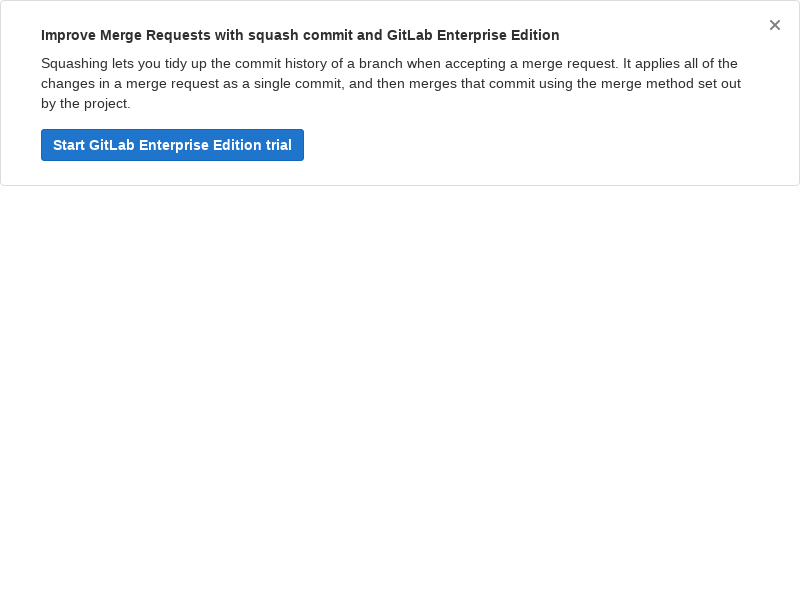 Improve Merge Requests with squash commit and GitLab Enterprise Edition
Squashing lets you tidy up the commit history of a branch when accepting a merge request. It applies all of the
changes in a merge request as a single commit, and then merges that commit using the merge method set out
by the project.
Start GitLab Enterprise Edition trial